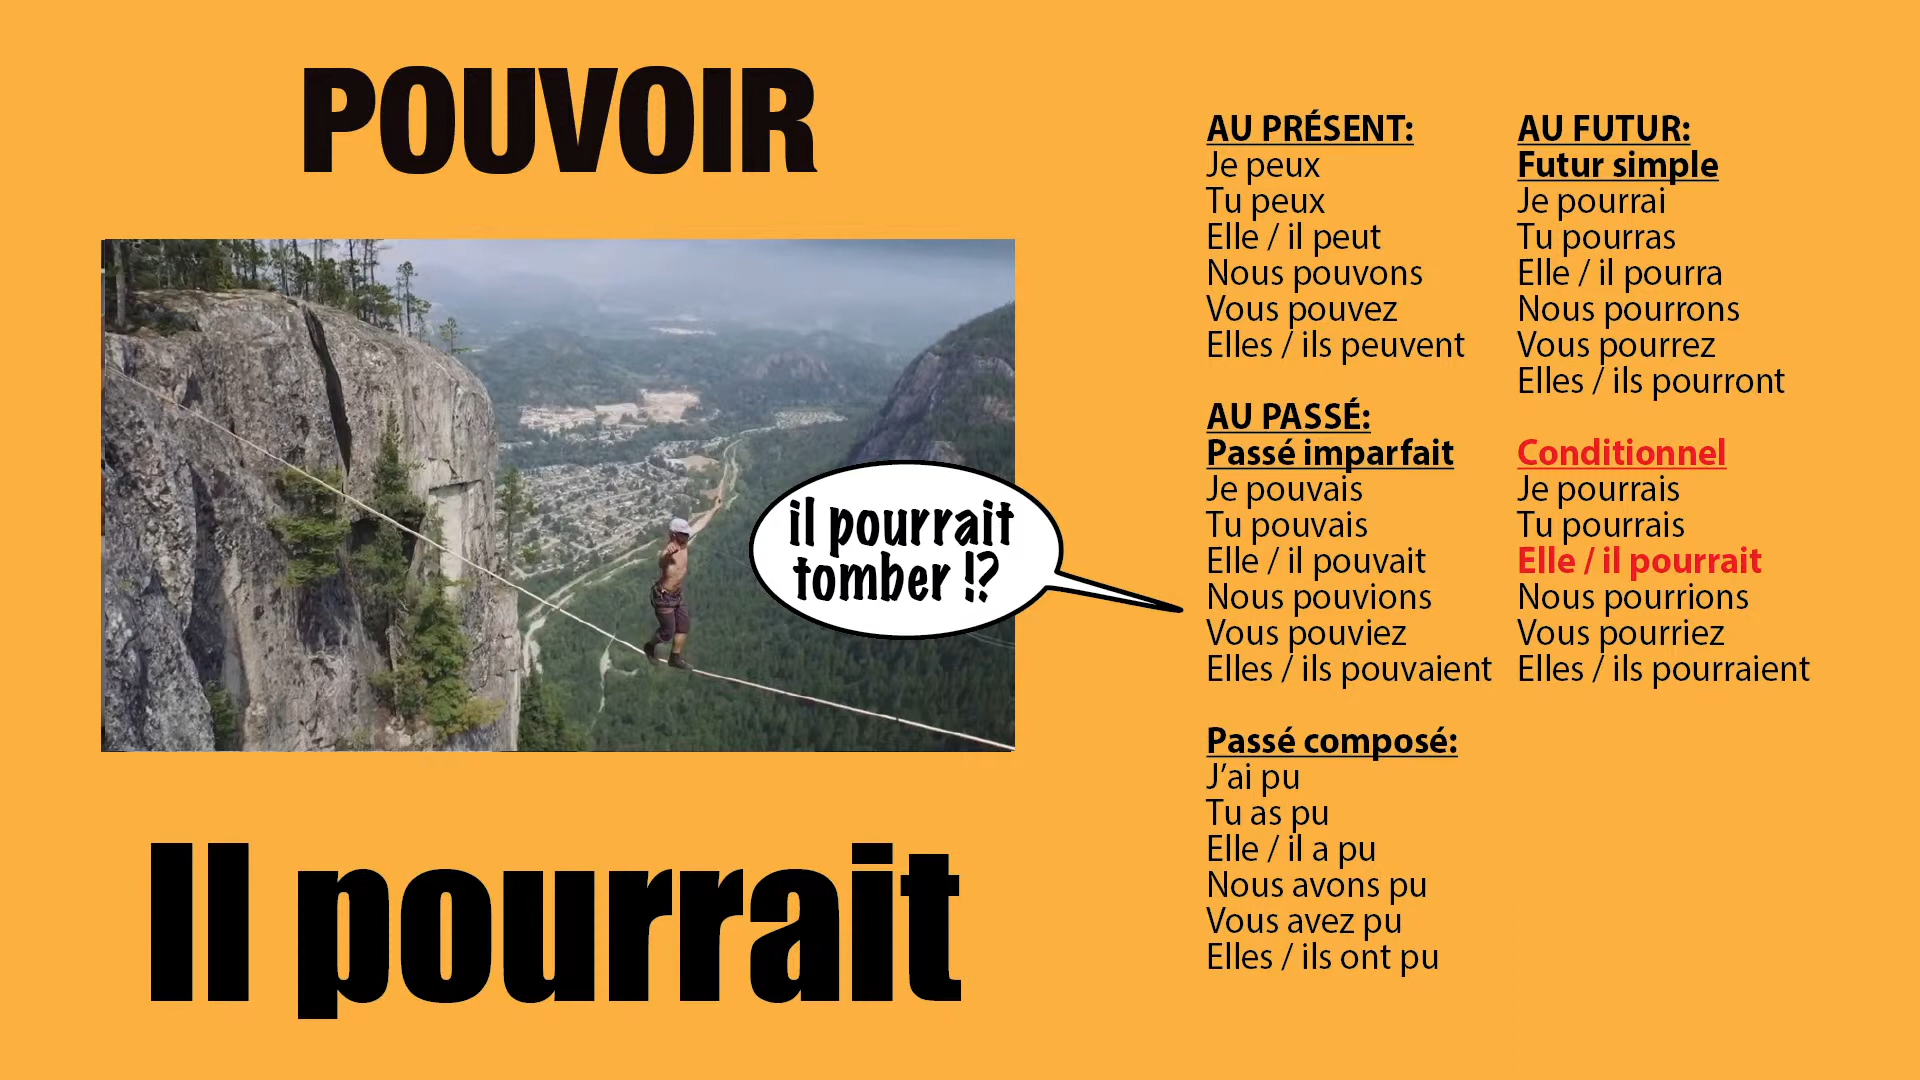 POUVOIR
il pourrait
tomber !?
Il pourrait
AU PRÉSENT:
Je peux
Tu peux
Elle / il peut
Nous pouvons
Vous pouvez
Elles / ils peuvent
AU PASSÉ:
Passé imparfait
Je pouvais
Tu pouvais
Elle / il pouvait
Nous pouvions
Vous pouviez
Elles / ils pouvaient
Passé composé:
J’ai pu
Tu as pu
Elle / il a pu
Nous avons pu
Vous avez pu
Elles / ils ont pu
AU FUTUR:
Futur simple
Je pourrai
Tu pourras
Elle / il pourra
Nous pourrons
Vous pourrez
Elles / ils pourront
Conditionnel
Je pourrais
Tu pourrais
Elle / il pourrait
Nous pourrions
Vous pourriez
Elles / ils pourraient